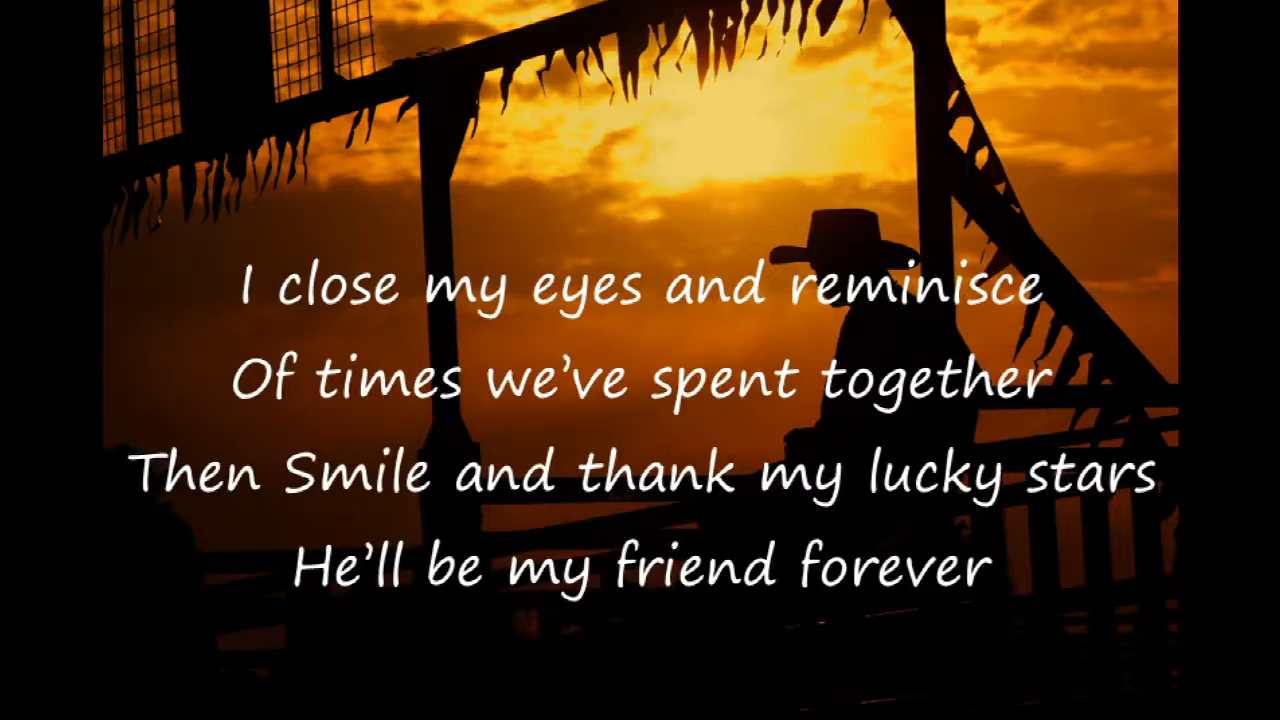 I close my eyes and reminisce
Of times we’ve spent together
Then Smile and thank my lucky stars
He’ll be my friend forever